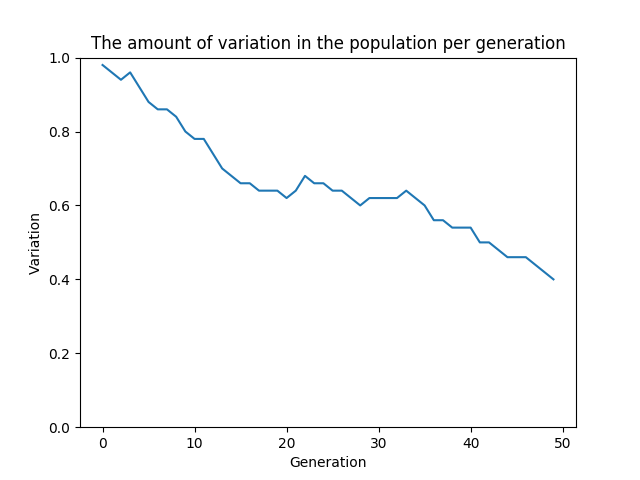 The amount of variation in the population per generation
1.0
0.8
0.6
0.4
0.2
0.0
Variation
0 10 20 30 40 50
Generation